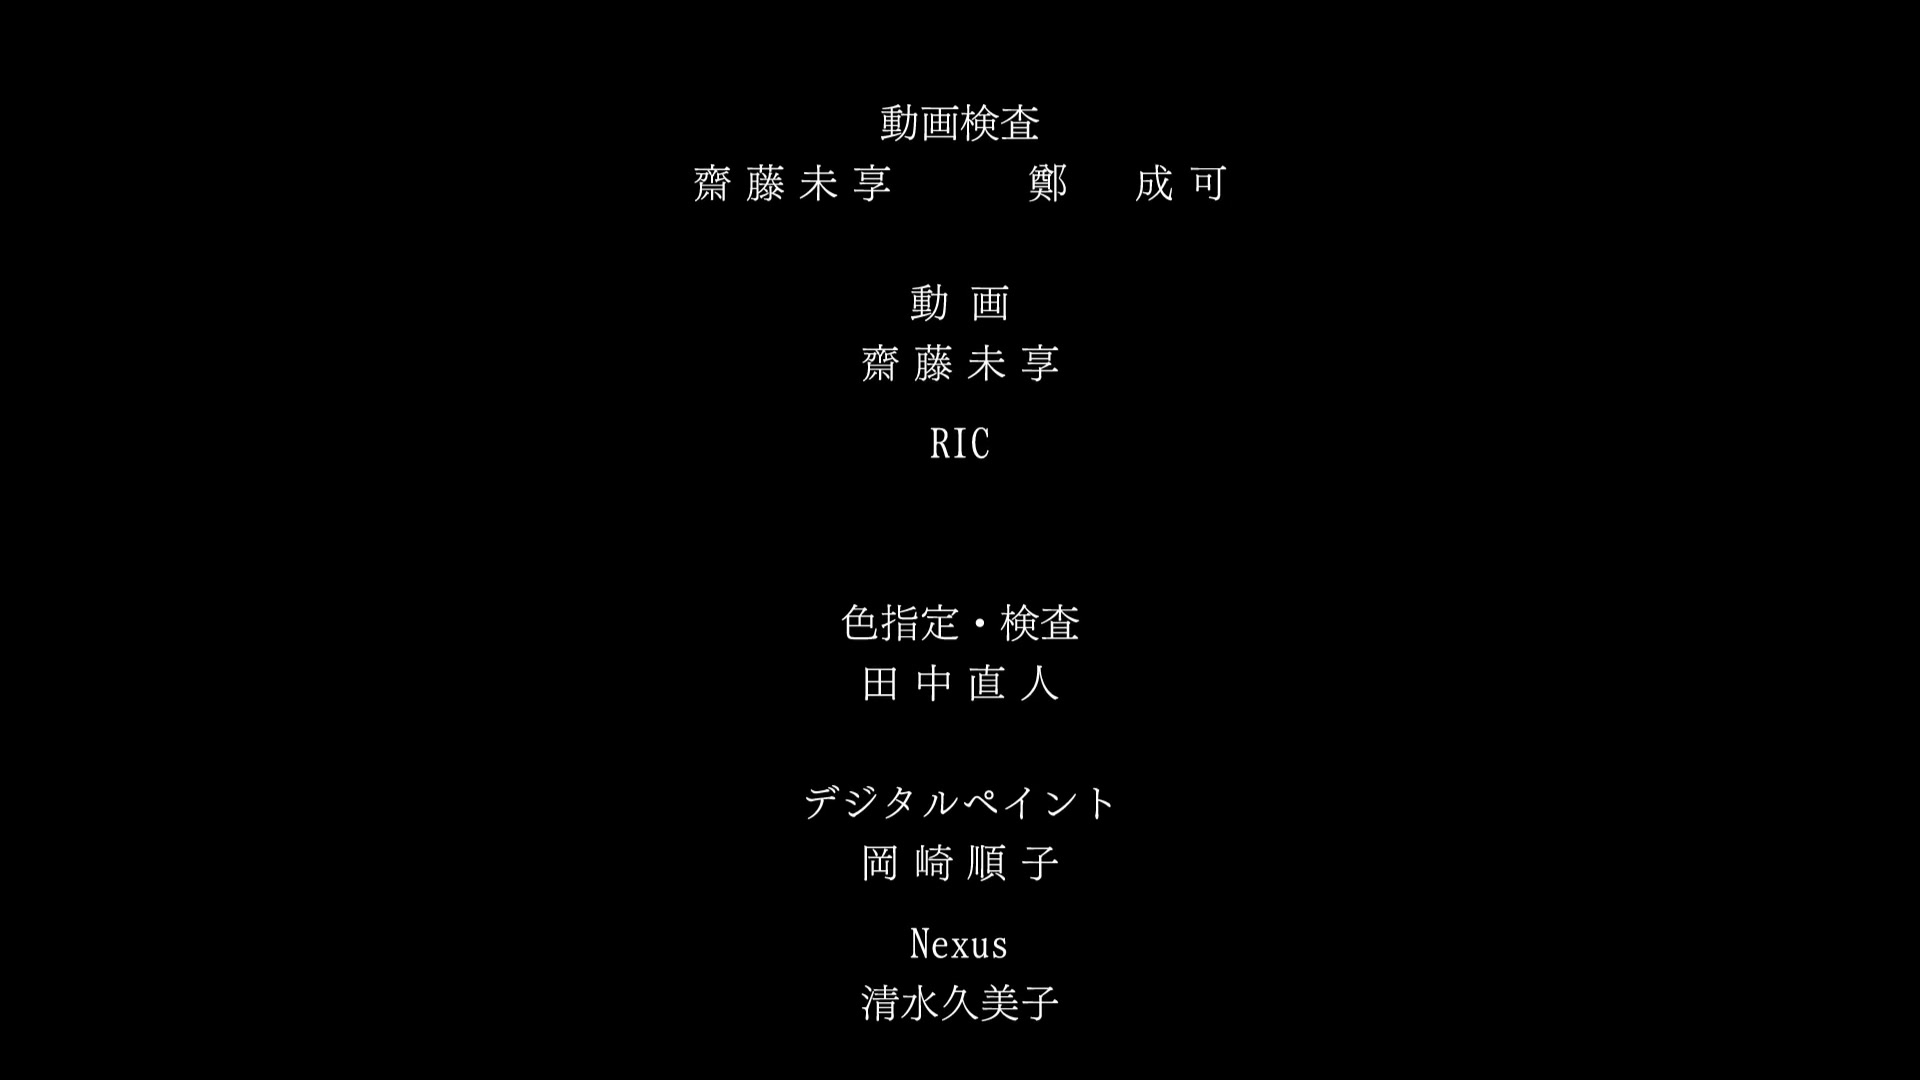 動画検査
齋藤未享 鄭 成可
動 画
齋藤未享
RIC
色指定・検査
田中直人
デジタルペイント
岡崎順子
Nexus
清水久美子